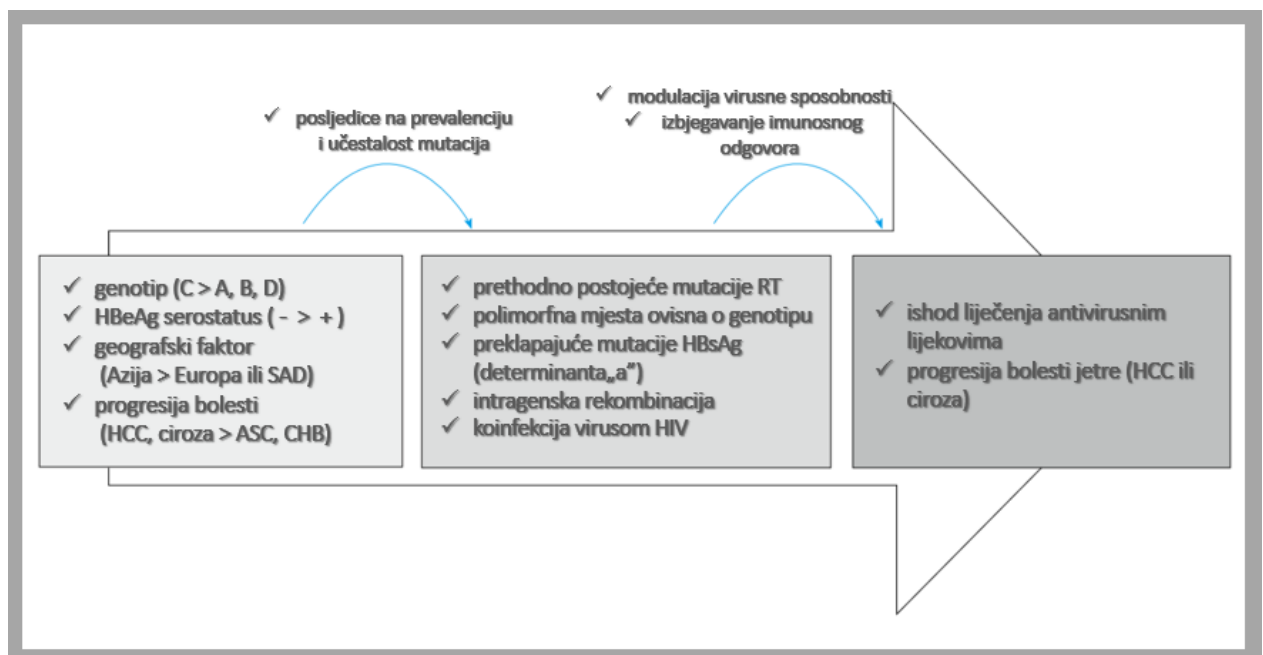 ✓ posljedice na prevalenciju
i učestalost mutacija
✓ modulacija virusne sposobnosti
✓ izbjegavanje imunosnog
odgovora
✓ genotip (C > A, B, D)
✓ HBeAg serostatus ( - > + )
✓ geografski faktor
(Azija > Europa ili SAD)
✓ progresija bolesti
(HCC, ciroza > ASC, CHB)
✓ prethodno postojeće mutacije RT
✓ polimorfna mjesta ovisna o genotipu
✓ preklapajuće mutacije HBsAg
(determinanta„a”)
✓ intragenska rekombinacija
✓ koinfekcija virusom HIV
✓ ishod liječenja antivirusnim
lijekovima
✓ progresija bolesti jetre (HCC ili
ciroza)